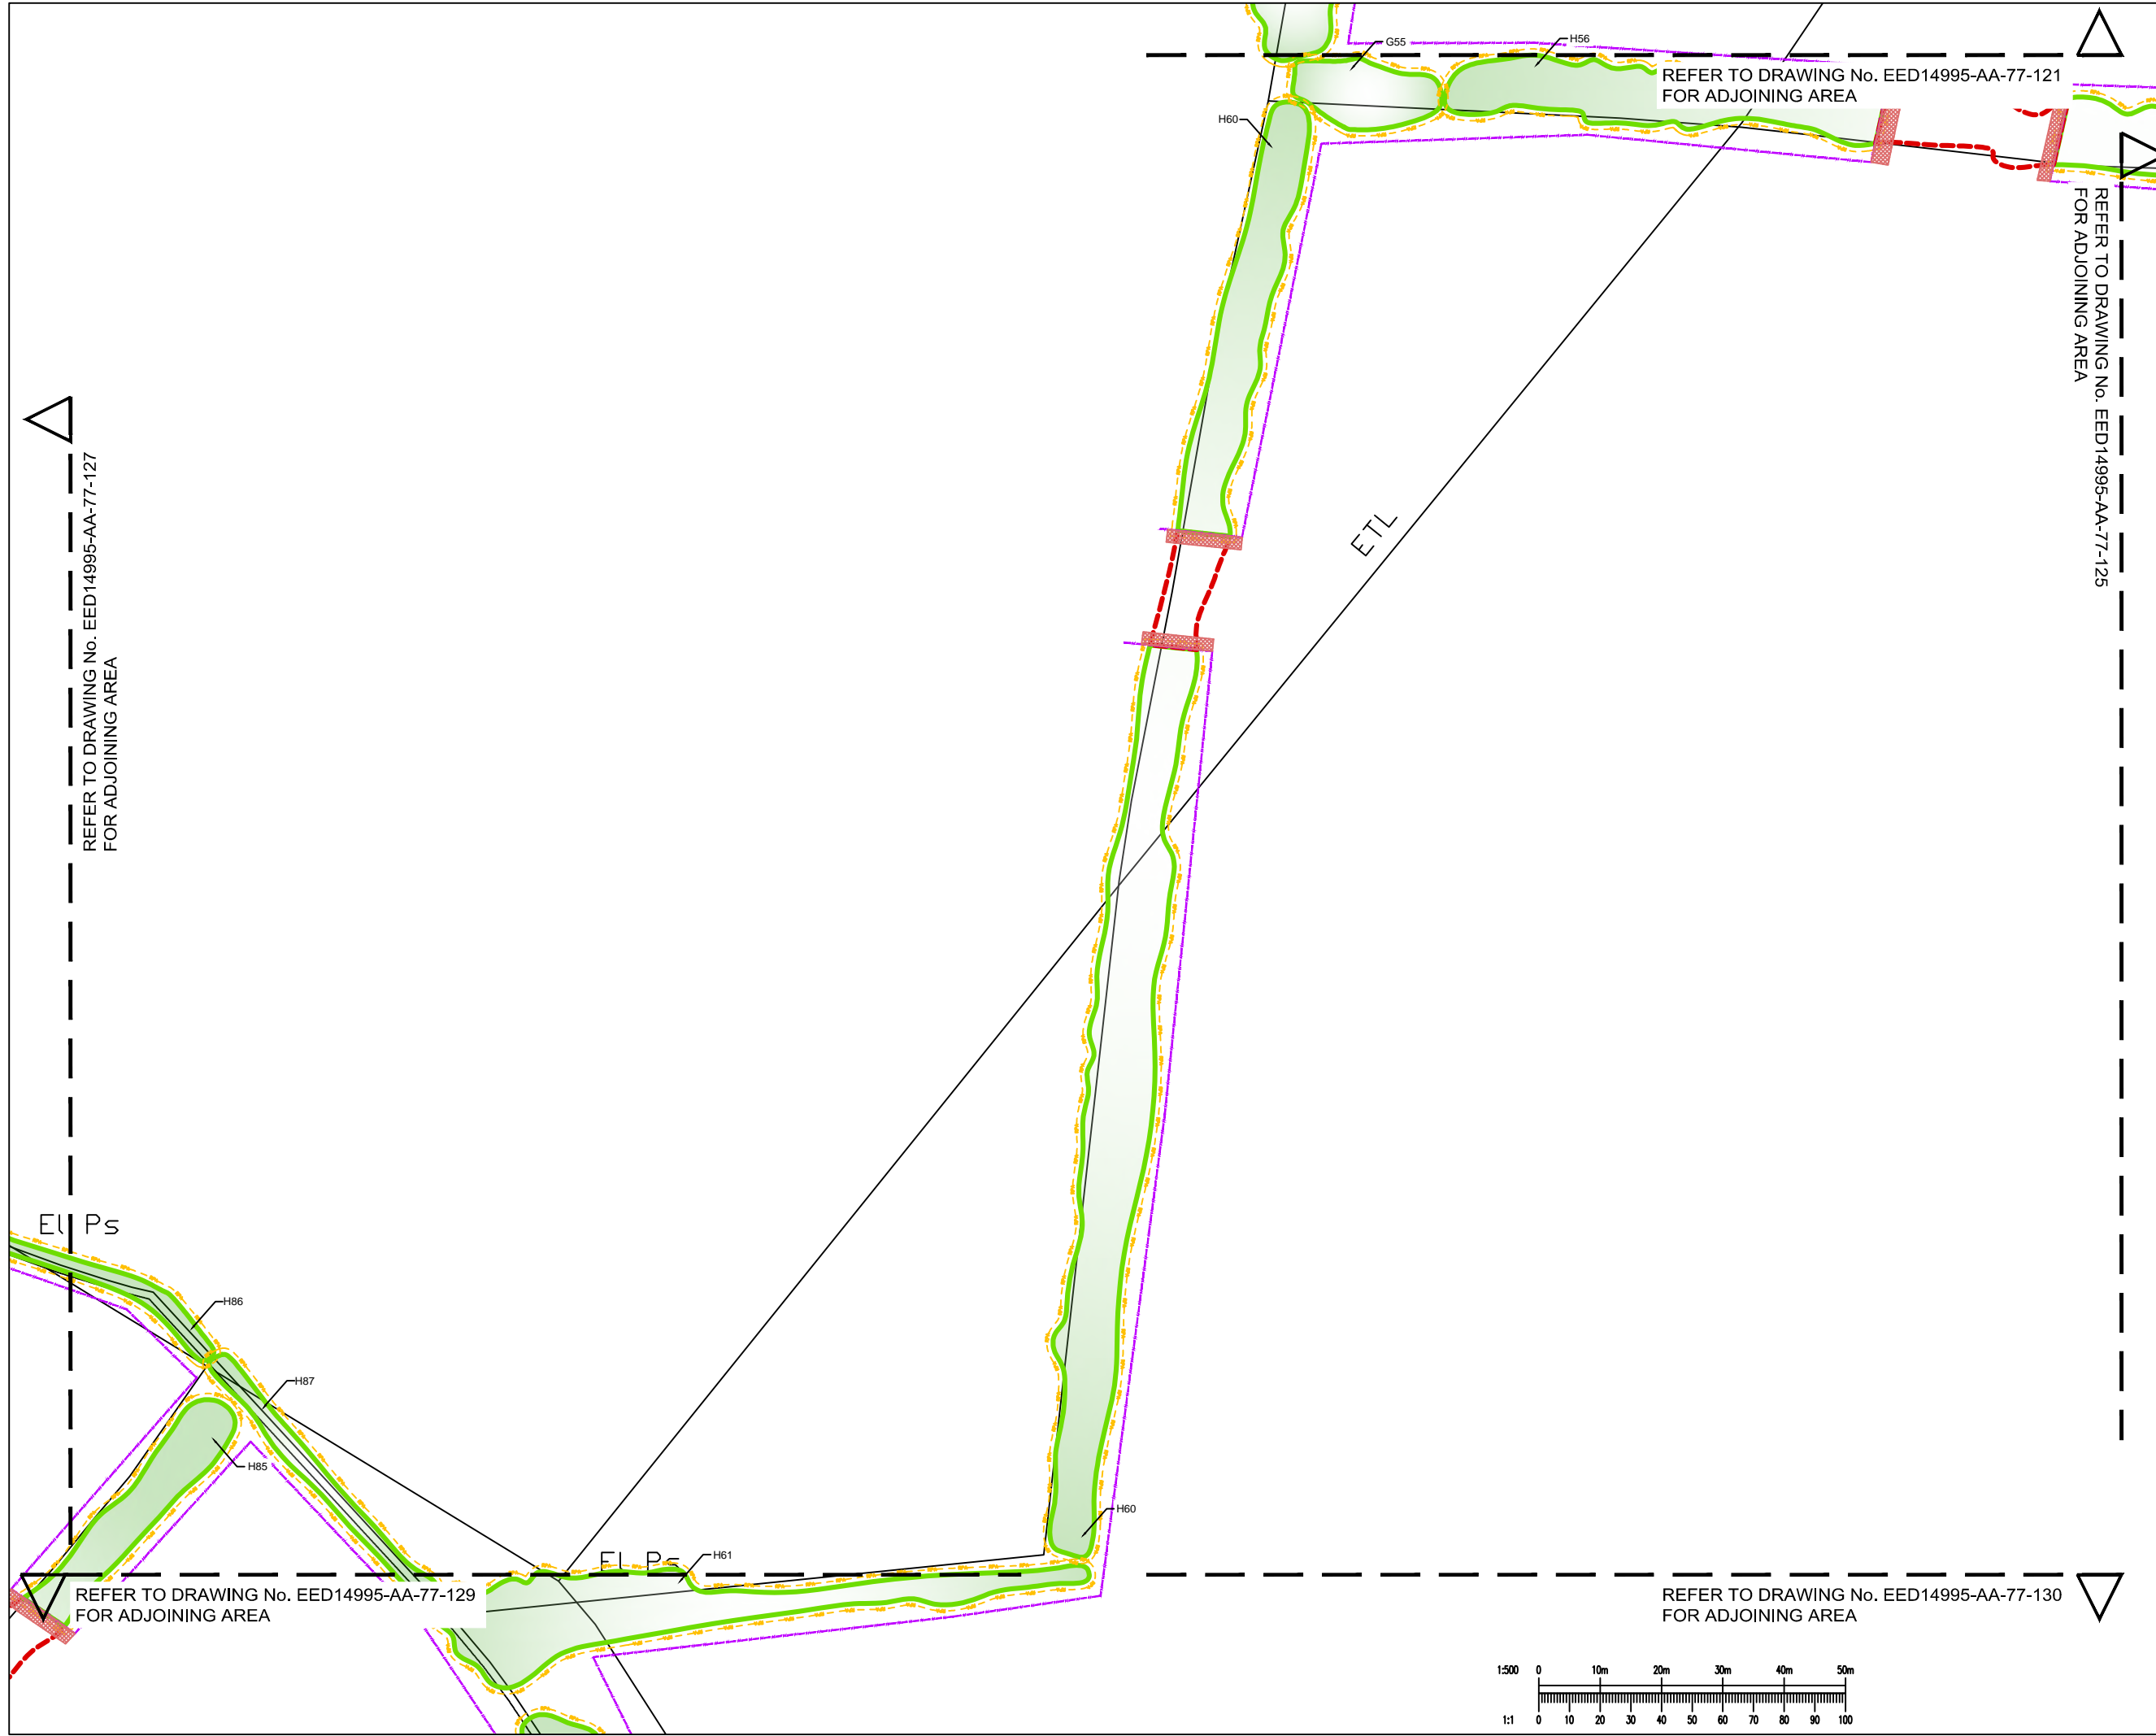 G55
H56
REFER TO DRAWING No. EED14995-AA-77-121
FOR ADJOINING AREA
H60
REFER TO DRAWING No. EED14995-AA-77-125
FOR ADJOINING AREA
REFER TO DRAWING No. EED14995-AA-77-127
FOR ADJOINING AREA
ETL
El Ps
H86
H87
H85
H60
El Ps
H61
REFER TO DRAWING No. EED14995-AA-77-129
FOR ADJOINING AREA
REFER TO DRAWING No. EED14995-AA-77-130
FOR ADJOINING AREA
1:500 0 10m 20m 30m 40m 50m
1:1 0 10 20 30 40 50 60 70 80 90 100